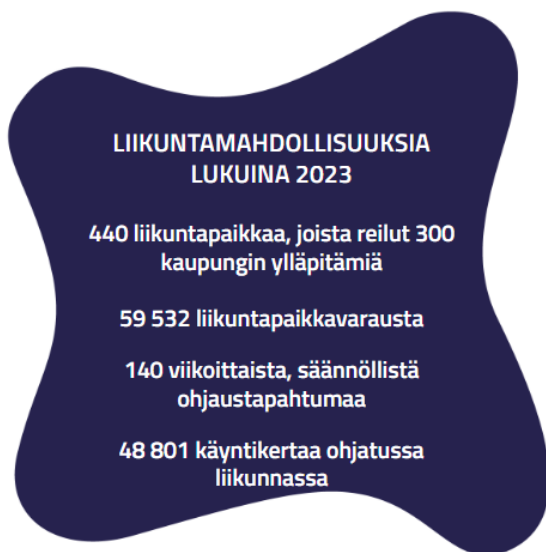 LIIKUNTAMAHDOLLISUUKSIA
LUKUINA 2023
440 liikuntapaikkaa, joista reilut 300
kaupungin ylläpitämiä
59 532 liikuntapaikkavarausta
140 viikoittaista, säännöllistä
ohjaustapahtumaa
48 801 käyntikertaa ohjatussa
liikunnassa